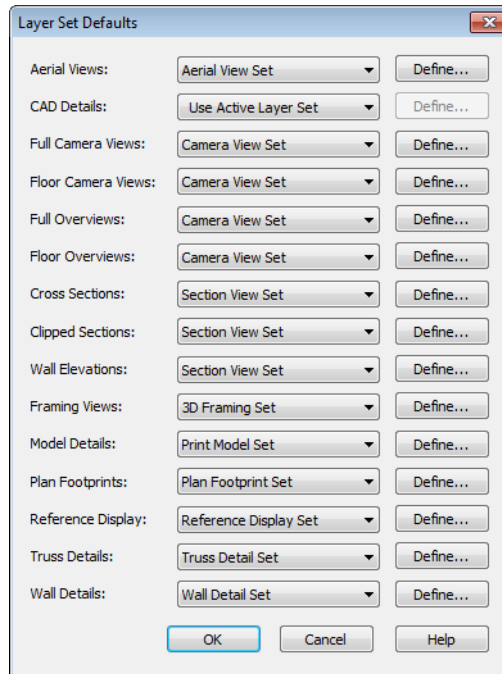 Layer Set Defaults
Aerial Views: Aerial View Set Define...
CAD Details: Use Active Layer Set Define...
Full Camera Views: Camera View Set Define...
Floor Camera Views: Camera View Set Define...
Full Overviews: Camera View Set Define...
Floor Overviews: Camera View Set Define...
Cross Sections: Section View Set Define...
Clipped Sections: Section View Set Define...
Wall Elevations: Section View Set Define...
Framing Views: 3D Framing Set Define...
Model Details: Print Model Set Define...
Plan Footprints: Plan Footprint Set Define...
Reference Display: Reference Display Set Define...
Truss Details: Truss Detail Set Define...
Wall Details: Wall Detail Set Define...
OK Cancel Help